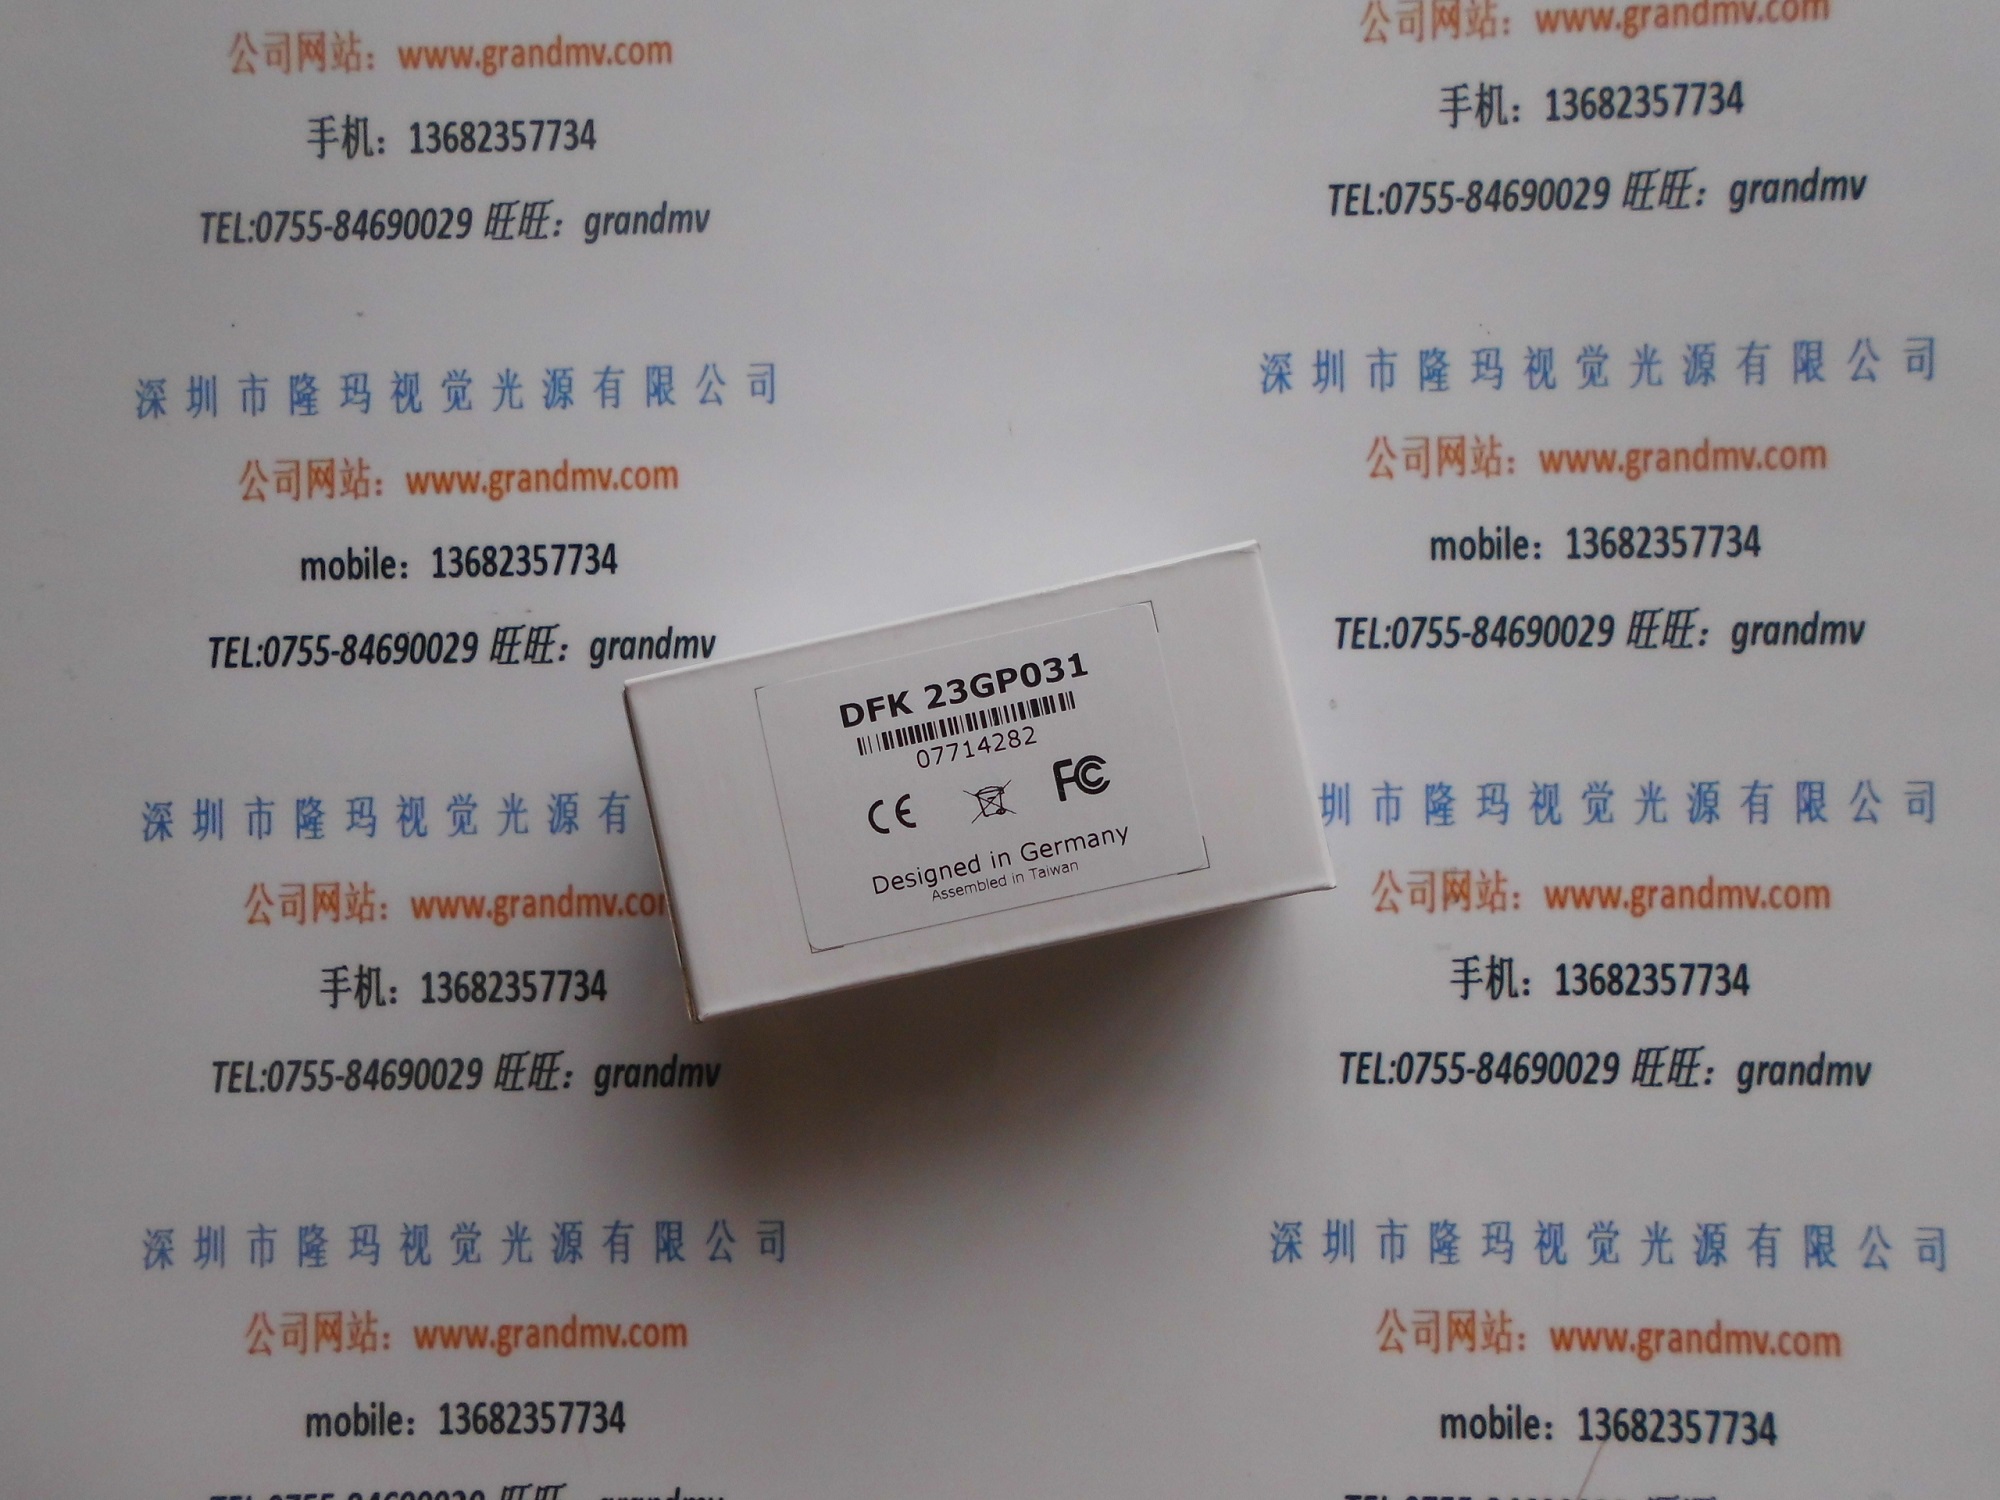 公司网站：www.grandmv.com
手机：13682357734
TEL:0755-84690029 旺旺：grandmv
深圳市隆玛视觉光源有限公司
公司网站：www.grandmv.com
mobile：13682357734
TEL:0755-84690029 旺旺：grandmv
深圳市隆玛视觉光源有
公司网站：www.grandmv.co
手机：13682357734
TEL:0755-84690029 旺旺：grandmv
深圳市隆玛视觉光源有限公司
公司网站：www.grandmv.com
mobile：13682357734
TEL:0755-84690029 旺旺：grandmv
DFK 23GP031
07714282
CE
FC
Designed in Germany
Assembled in Taiwan
公司网站：www.grandmv.com
手机：13682357734
TEL:0755-84690029 旺旺：grandmv
深圳市隆玛视觉光源有限公司
公司网站：www.grandmv.com
mobile：13682357734
TEL:0755-84690029 旺旺：grandmv
圳市隆玛视觉光源有限公司
公司网站：www.grandmv.com
手机：13682357734
TEL:0755-84690029 旺旺：grandmv
深圳市隆玛视觉光源有限公司
公司网站：www.grandmv.com
mobile：13682357734